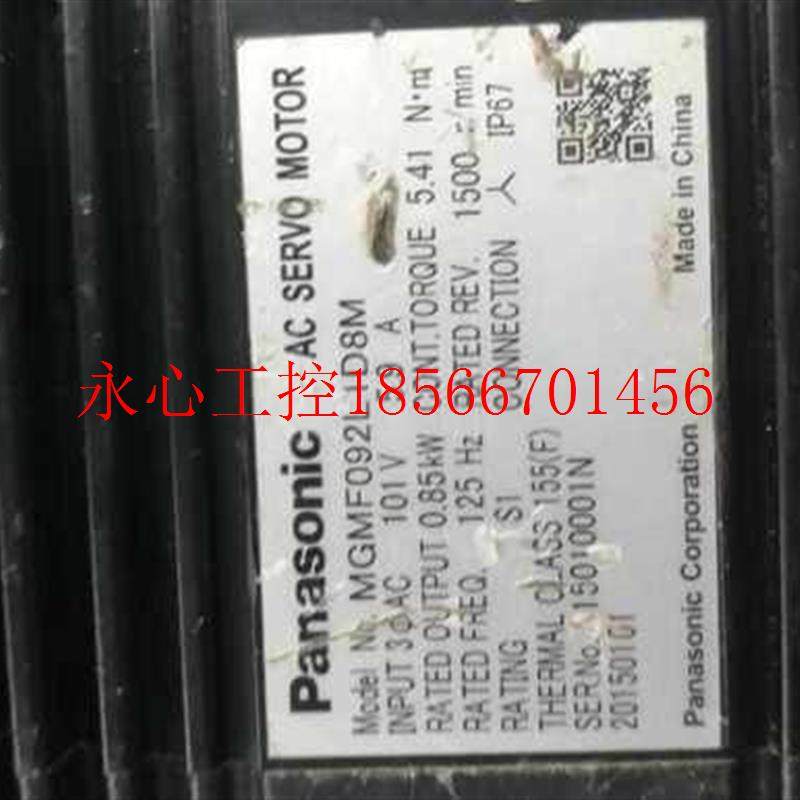 Panasonic AC SERVO MOTOR
Model No. MGMF092L1D8M
INPUT 3φAC 101 V A
RATED OUTPUT 0.85kW CONT.TORQUE 5.41 N·m
RATED FREQ. 125 Hz RATED REV. 1500 r/min
RATING S1 CONNECTION 人 IP67
THERMAL CLASS 155(F)
SER.No. 15010001N
20150101
Panasonic Corporation Made in China
永心工控18566701456